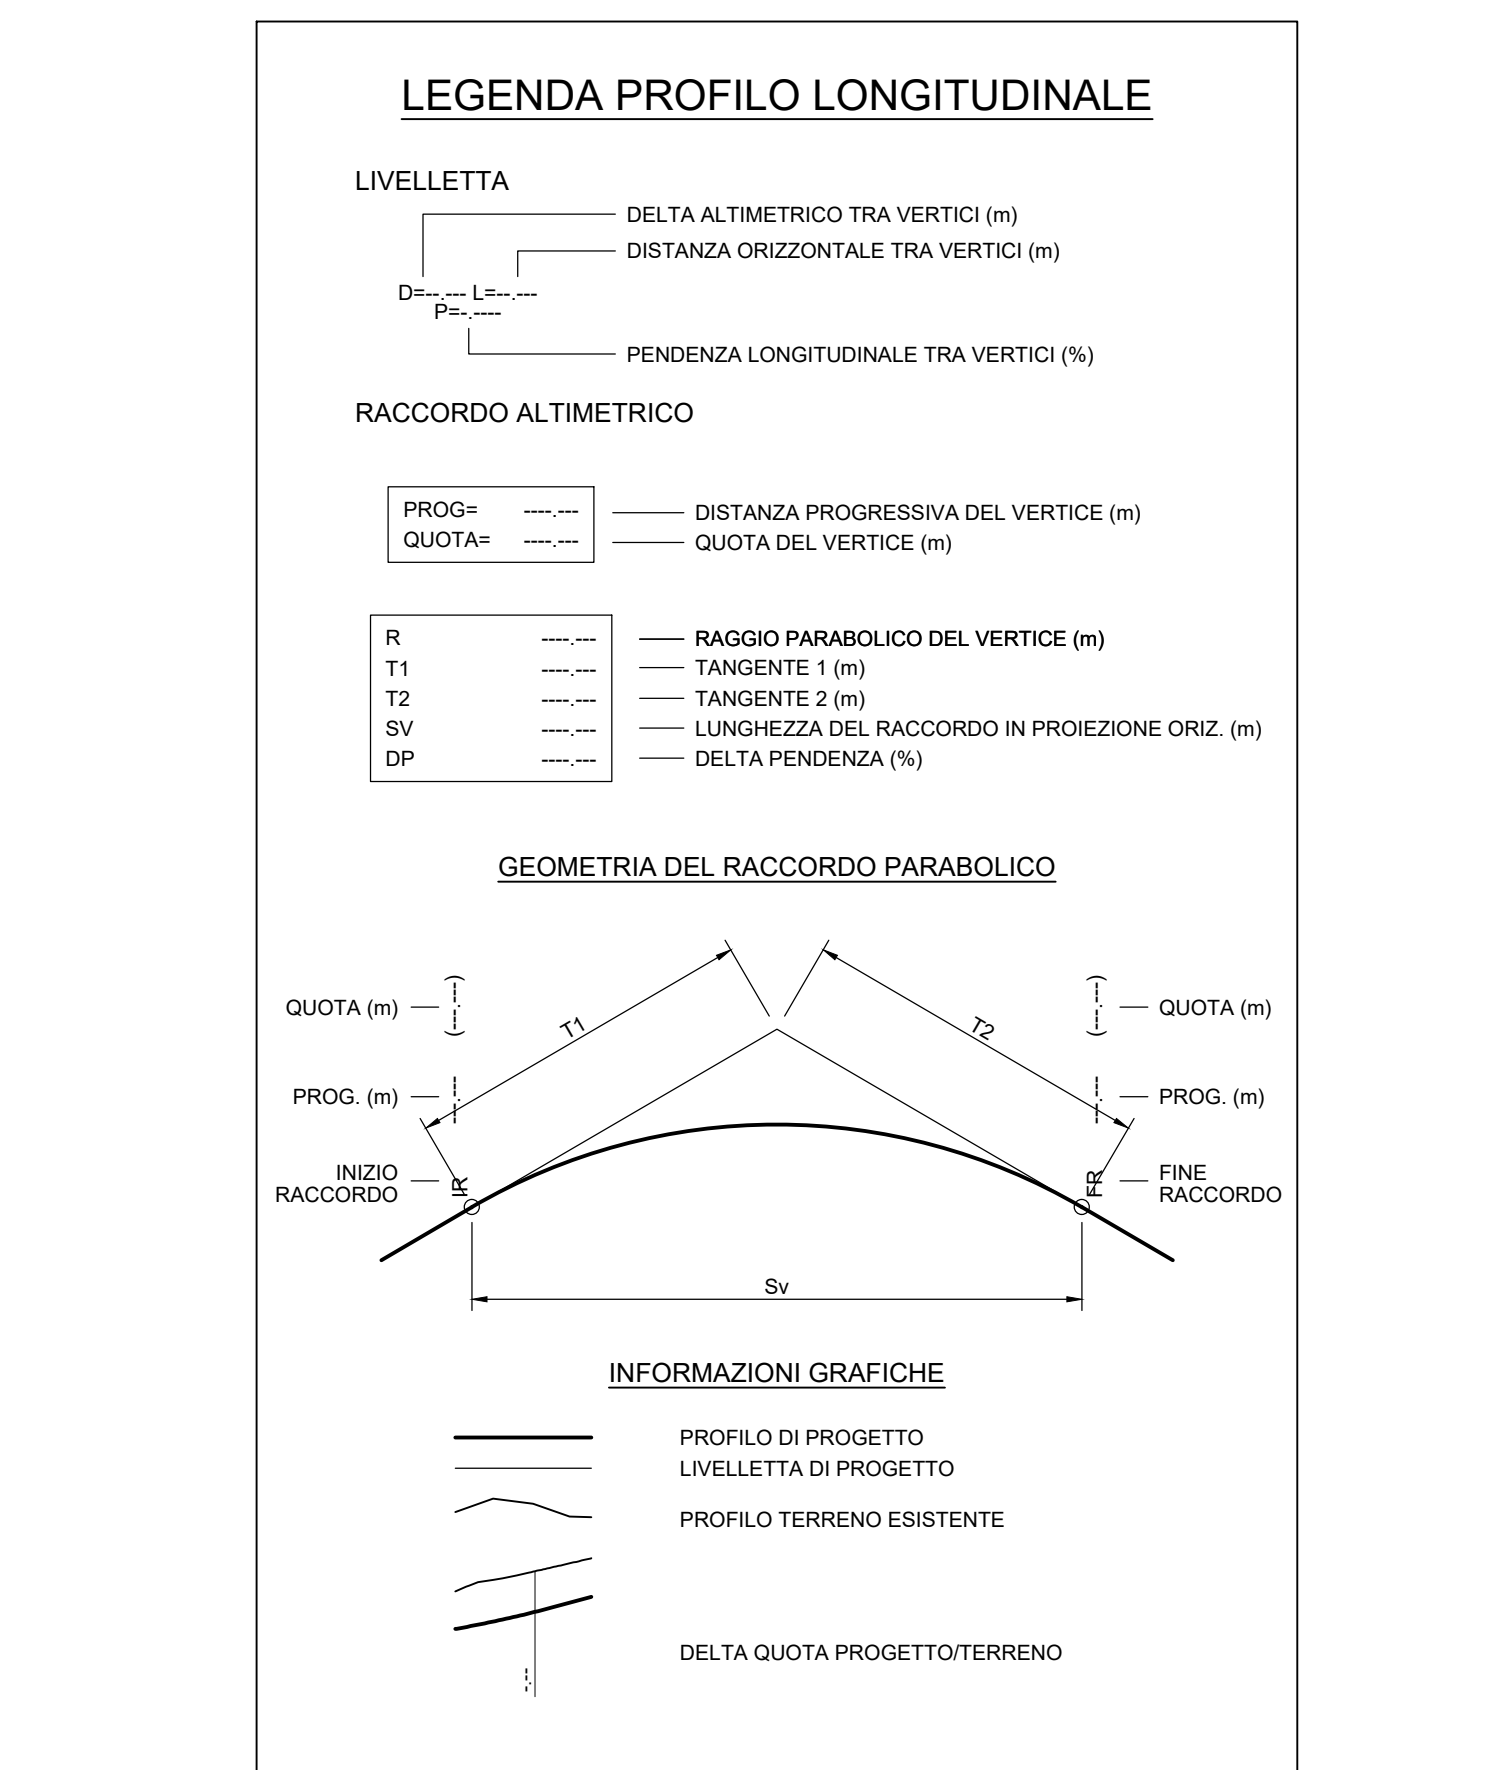 LEGENDA PROFILO LONGITUDINALE
LIVELLETTA
DELTA ALTIMETRICO TRA VERTICI (m)
DISTANZA ORIZZONTALE TRA VERTICI (m)
D=--.--- L=--.---
P=-.----
PENDENZA LONGITUDINALE TRA VERTICI (%)
RACCORDO ALTIMETRICO
PROG= ----.--- DISTANZA PROGRESSIVA DEL VERTICE (m)
QUOTA= ----.--- QUOTA DEL VERTICE (m)
R ----.--- RAGGIO PARABOLICO DEL VERTICE (m)
T1 ----.--- TANGENTE 1 (m)
T2 ----.--- TANGENTE 2 (m)
SV ----.--- LUNGHEZZA DEL RACCORDO IN PROIEZIONE ORIZ. (m)
DP ----.--- DELTA PENDENZA (%)
GEOMETRIA DEL RACCORDO PARABOLICO
QUOTA (m) (---.--) T1 T2 (---.--) QUOTA (m)
PROG. (m) ---.-- ---.-- PROG. (m)
INIZIO
RACCORDO
IR
FR
FINE
RACCORDO
Sv
INFORMAZIONI GRAFICHE
PROFILO DI PROGETTO
LIVELLETTA DI PROGETTO
PROFILO TERRENO ESISTENTE
DELTA QUOTA PROGETTO/TERRENO
-.--